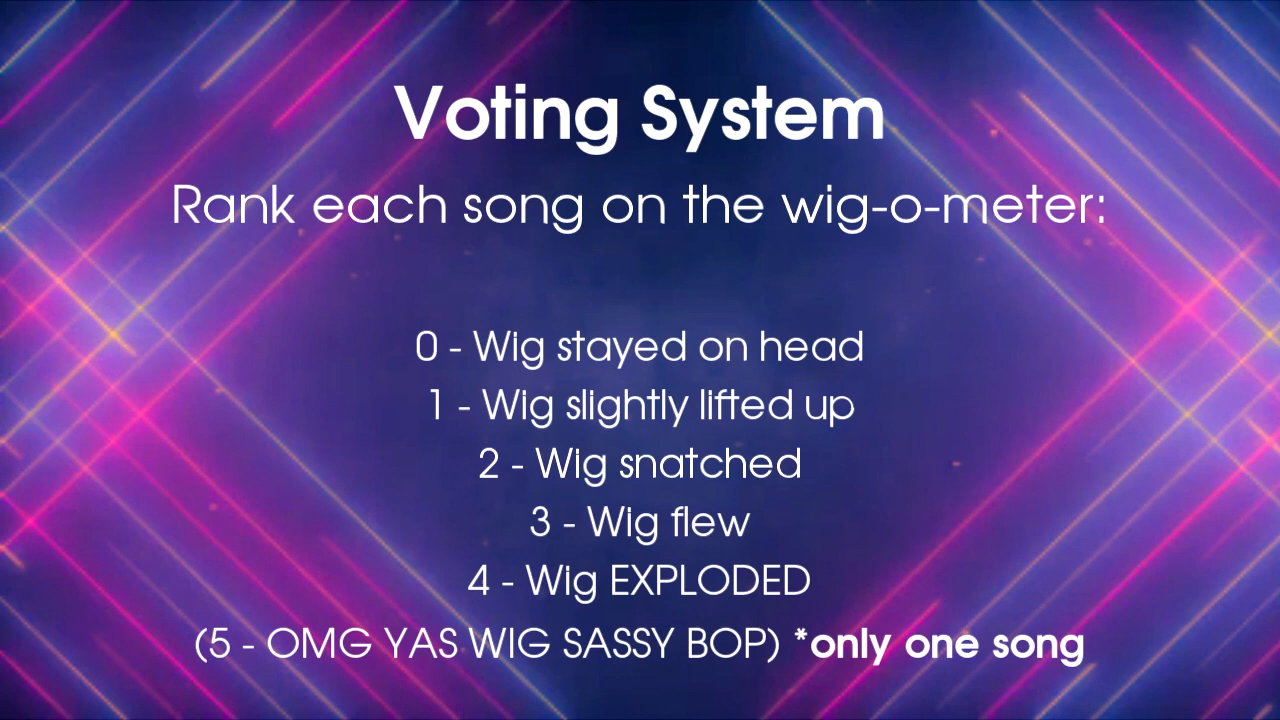 Voting System
Rank each song on the wig-o-meter:
0 - Wig stayed on head
1 - Wig slightly lifted up
2 - Wig snatched
3 - Wig flew
4 - Wig EXPLODED
(5 - OMG YAS WIG SASSY BOP) *only one song